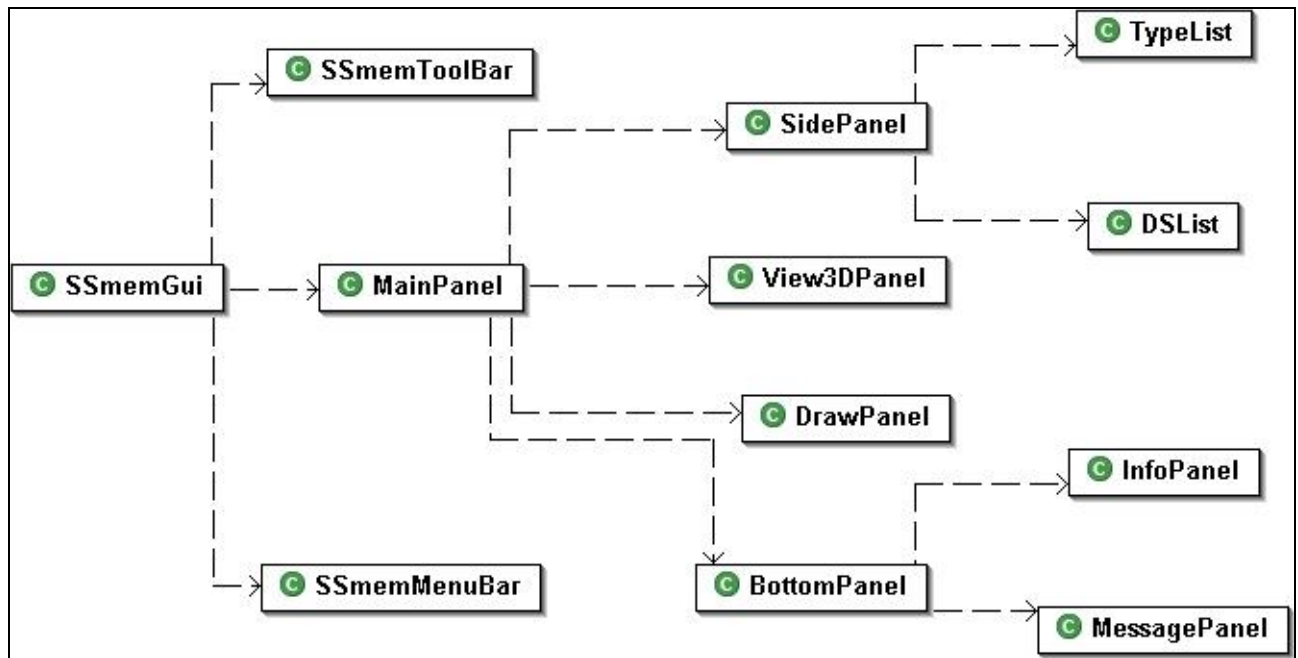 C TypeList
C SSmemToolBar
C SidePanel
C DSList
C SSmemGui
C MainPanel
C View3DPanel
C DrawPanel
C InfoPanel
C SSmemMenuBar
C BottomPanel
C MessagePanel